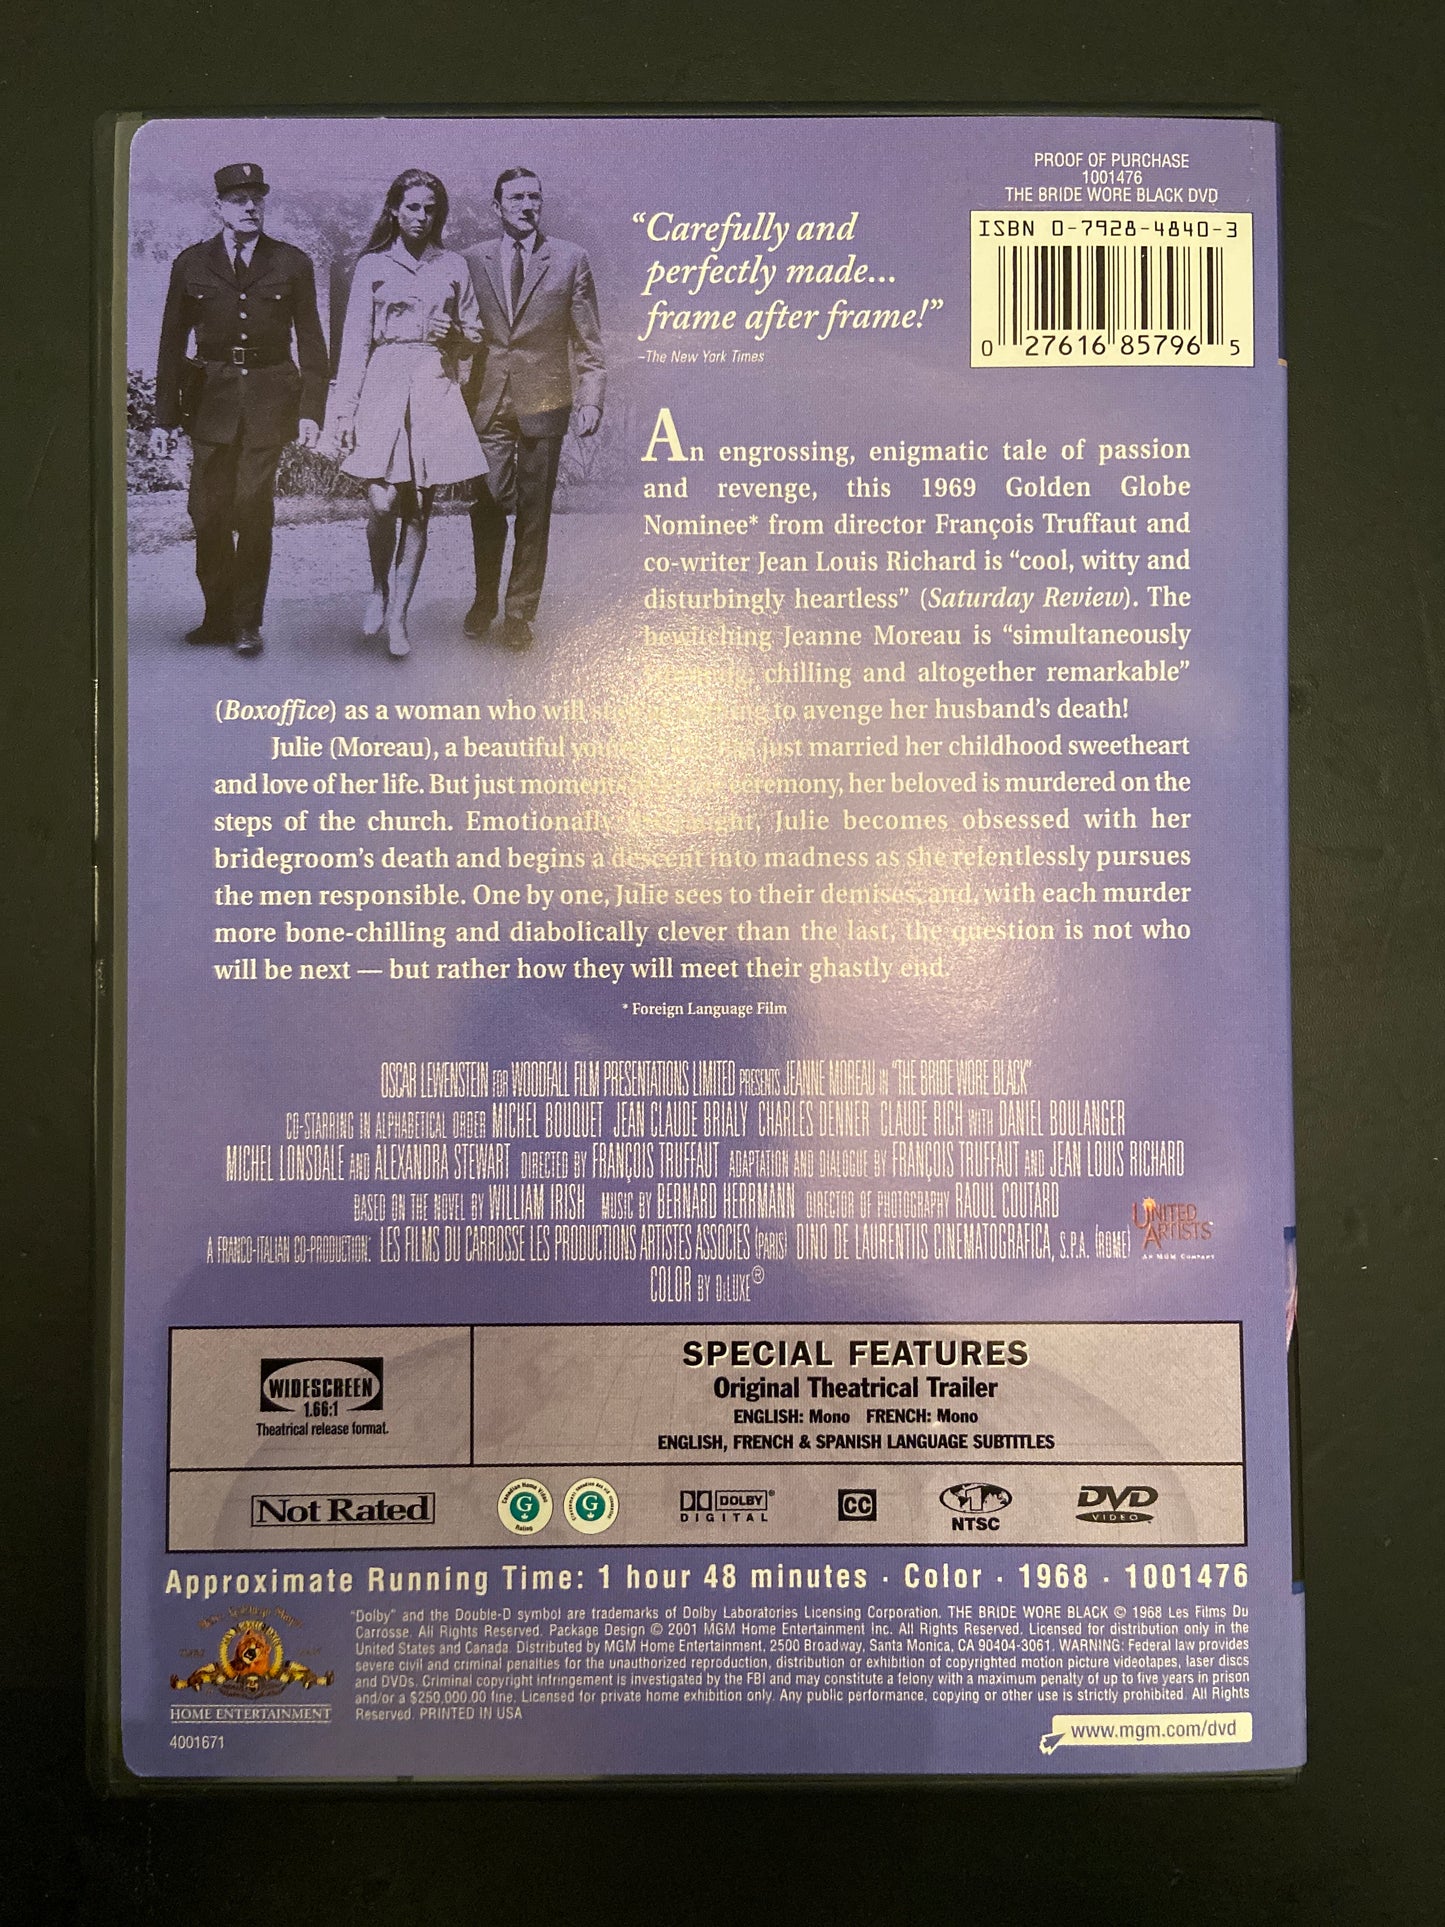 PROOF OF PURCHASE
1001476
THE BRIDE WORE BLACK DVD
ISBN 0-7928-4840-3
0 27616 85796 5
“Carefully and
perfectly made...
frame after frame!”
–The New York Times
An engrossing, enigmatic tale of passion
and revenge, this 1969 Golden Globe
Nominee* from director François Truffaut and
co-writer Jean Louis Richard is “cool, witty and
disturbingly heartless” (Saturday Review). The
bewitching Jeanne Moreau is “simultaneously
chilling and altogether remarkable”
(Boxoffice) as a woman who will to avenge her husband’s death!
Julie (Moreau), a beautiful just married her childhood sweetheart
and love of her life. But just moments ceremony, her beloved is murdered on the
steps of the church. Emotionally Julie becomes obsessed with her
bridegroom’s death and begins a descent into madness as she relentlessly pursues
the men responsible. One by one, Julie sees to their demises, and, with each murder
more bone-chilling and diabolically clever than the last, the question is not who
will be next — but rather how they will meet their ghastly end.
* Foreign Language Film
OSCAR LEWENSTEIN FOR WOODFALL FILM PRESENTATIONS LIMITED PRESENTS JEANNE MOREAU IN “THE BRIDE WORE BLACK”
CO-STARRING IN ALPHABETICAL ORDER MICHEL BOUQUET JEAN CLAUDE BRIALY CHARLES DENNER CLAUDE RICH WITH DANIEL BOULANGER
MICHEL LONSDALE AND ALEXANDRA STEWART DIRECTED BY FRANÇOIS TRUFFAUT ADAPTATION AND DIALOGUE BY FRANÇOIS TRUFFAUT AND JEAN LOUIS RICHARD
BASED ON THE NOVEL BY WILLIAM IRISH MUSIC BY BERNARD HERRMANN DIRECTOR OF PHOTOGRAPHY RAOUL COUTARD
A FRANCO-ITALIAN CO-PRODUCTION: LES FILMS DU CARROSSE LES PRODUCTIONS ARTISTES ASSOCIES (PARIS) DINO DE LAURENTIIS CINEMATOGRAFICA, S.P.A. (ROME)
UNITED
ARTISTS
AN MGM COMPANY
COLOR BY DELUXE®
WIDESCREEN
1.66:1
Theatrical release format.
SPECIAL FEATURES
Original Theatrical Trailer
ENGLISH: Mono FRENCH: Mono
ENGLISH, FRENCH & SPANISH LANGUAGE SUBTITLES
Not Rated
Canadian Home Video
G
Rating
G
DOLBY®
DIGITAL
CC
NTSC
DVD
VIDEO
Approximate Running Time: 1 hour 48 minutes · Color · 1968 · 1001476
"Dolby" and the Double-D symbol are trademarks of Dolby Laboratories Licensing Corporation. THE BRIDE WORE BLACK © 1968 Les Films Du
Carrosse. All Rights Reserved. Package Design © 2001 MGM Home Entertainment Inc. All Rights Reserved. Licensed for distribution only in the
United States and Canada. Distributed by MGM Home Entertainment, 2500 Broadway, Santa Monica, CA 90404-3061. WARNING: Federal law provides
severe civil and criminal penalties for the unauthorized reproduction, distribution or exhibition of copyrighted motion picture videotapes, laser discs
and DVDs. Criminal copyright infringement is investigated by the FBI and may constitute a felony with a maximum penalty of up to five years in prison
and/or a $250,000.00 fine. Licensed for private home exhibition only. Any public performance, copying or other use is strictly prohibited. All Rights
Reserved. PRINTED IN USA
HOME ENTERTAINMENT
4001671
www.mgm.com/dvd